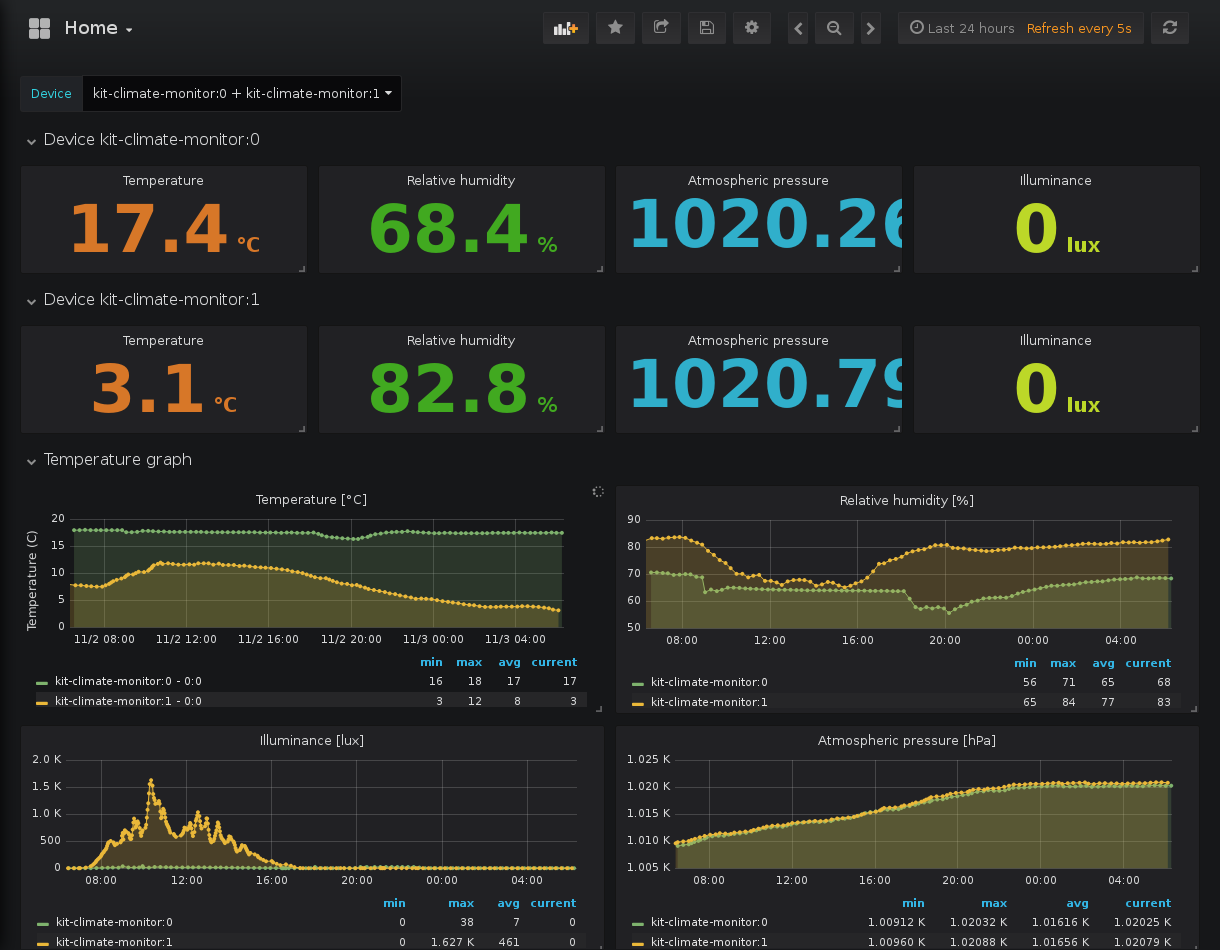 Home
Last 24 hours Refresh every 5s
Device kit-climate-monitor:0 + kit-climate-monitor:1
Device kit-climate-monitor:0
Temperature Relative humidity Atmospheric pressure Illuminance
17.4 °C 68.4 % 1020.26 0 lux
Device kit-climate-monitor:1
Temperature Relative humidity Atmospheric pressure Illuminance
3.1 °C 82.8 % 1020.79 0 lux
Temperature graph
Temperature [°C]
Temperature (C)
20
15
10
5
0
11/2 08:00 11/2 12:00 11/2 16:00 11/2 20:00 11/3 00:00 11/3 04:00
min max avg current
kit-climate-monitor:0 - 0:0 16 18 17 17
kit-climate-monitor:1 - 0:0 3 12 8 3
Relative humidity [%]
90
80
70
60
50
08:00 12:00 16:00 20:00 00:00 04:00
min max avg current
kit-climate-monitor:0 56 71 65 68
kit-climate-monitor:1 65 84 77 83
Illuminance [lux]
2.0 K
1.5 K
1.0 K
500
0
08:00 12:00 16:00 20:00 00:00 04:00
min max avg current
kit-climate-monitor:0 0 38 7 0
kit-climate-monitor:1 0 1.627 K 461 0
Atmospheric pressure [hPa]
1.025 K
1.020 K
1.015 K
1.010 K
1.005 K
08:00 12:00 16:00 20:00 00:00 04:00
min max avg current
kit-climate-monitor:0 1.00912 K 1.02032 K 1.01616 K 1.02025 K
kit-climate-monitor:1 1.00960 K 1.02088 K 1.01656 K 1.02079 K